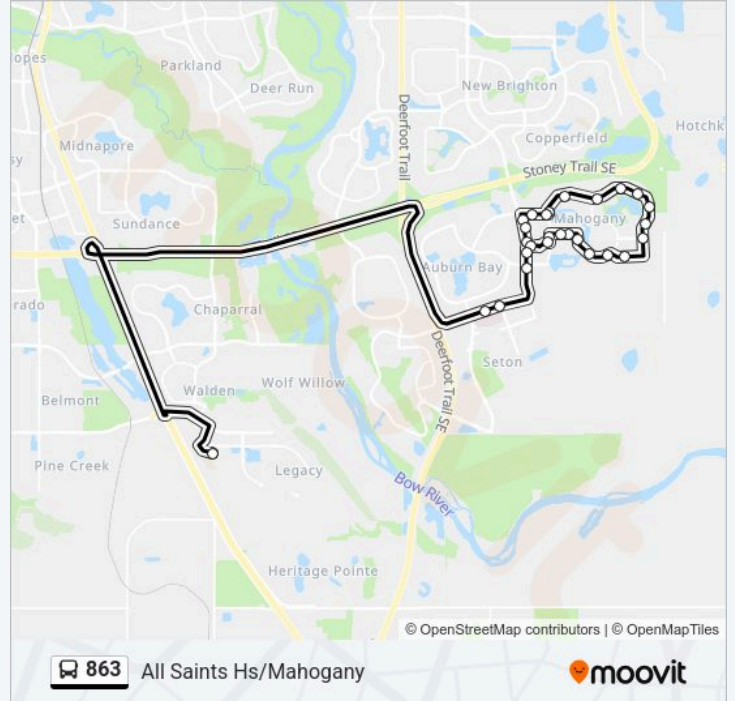 opes
Parkland
Deer Run
New Brighton
Deerfoot Trail
Hotchk
Midnapore
Copperfield
sy
Stoney Trail SE
et
Sundance
Mahogany
Auburn Bay
rado
Chaparral
Deerfoot Trail SE
Seton
Walden
Wolf Willow
Belmont
Pine Creek
Legacy
Bow River
Heritage Pointe
© OpenStreetMap contributors | © OpenMapTiles
863 All Saints Hs/Mahogany
moovit